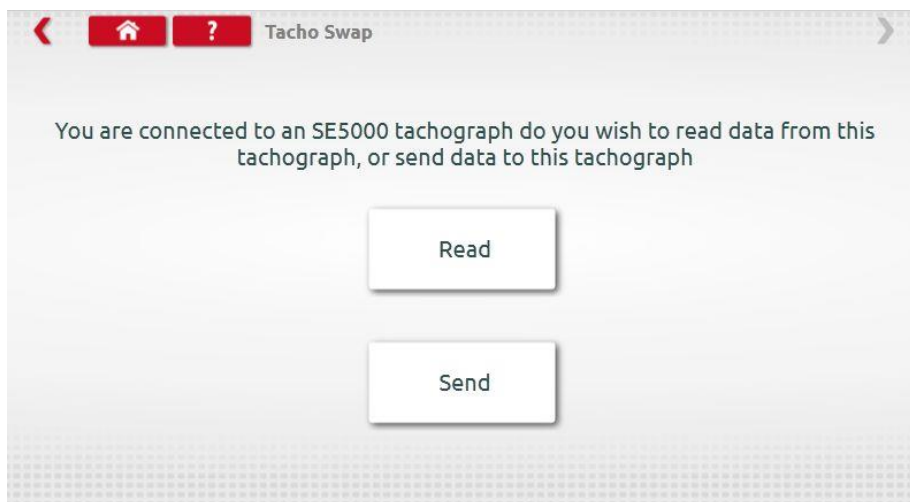 ? Tacho Swap
You are connected to an SE5000 tachograph do you wish to read data from this
tachograph, or send data to this tachograph
Read
Send